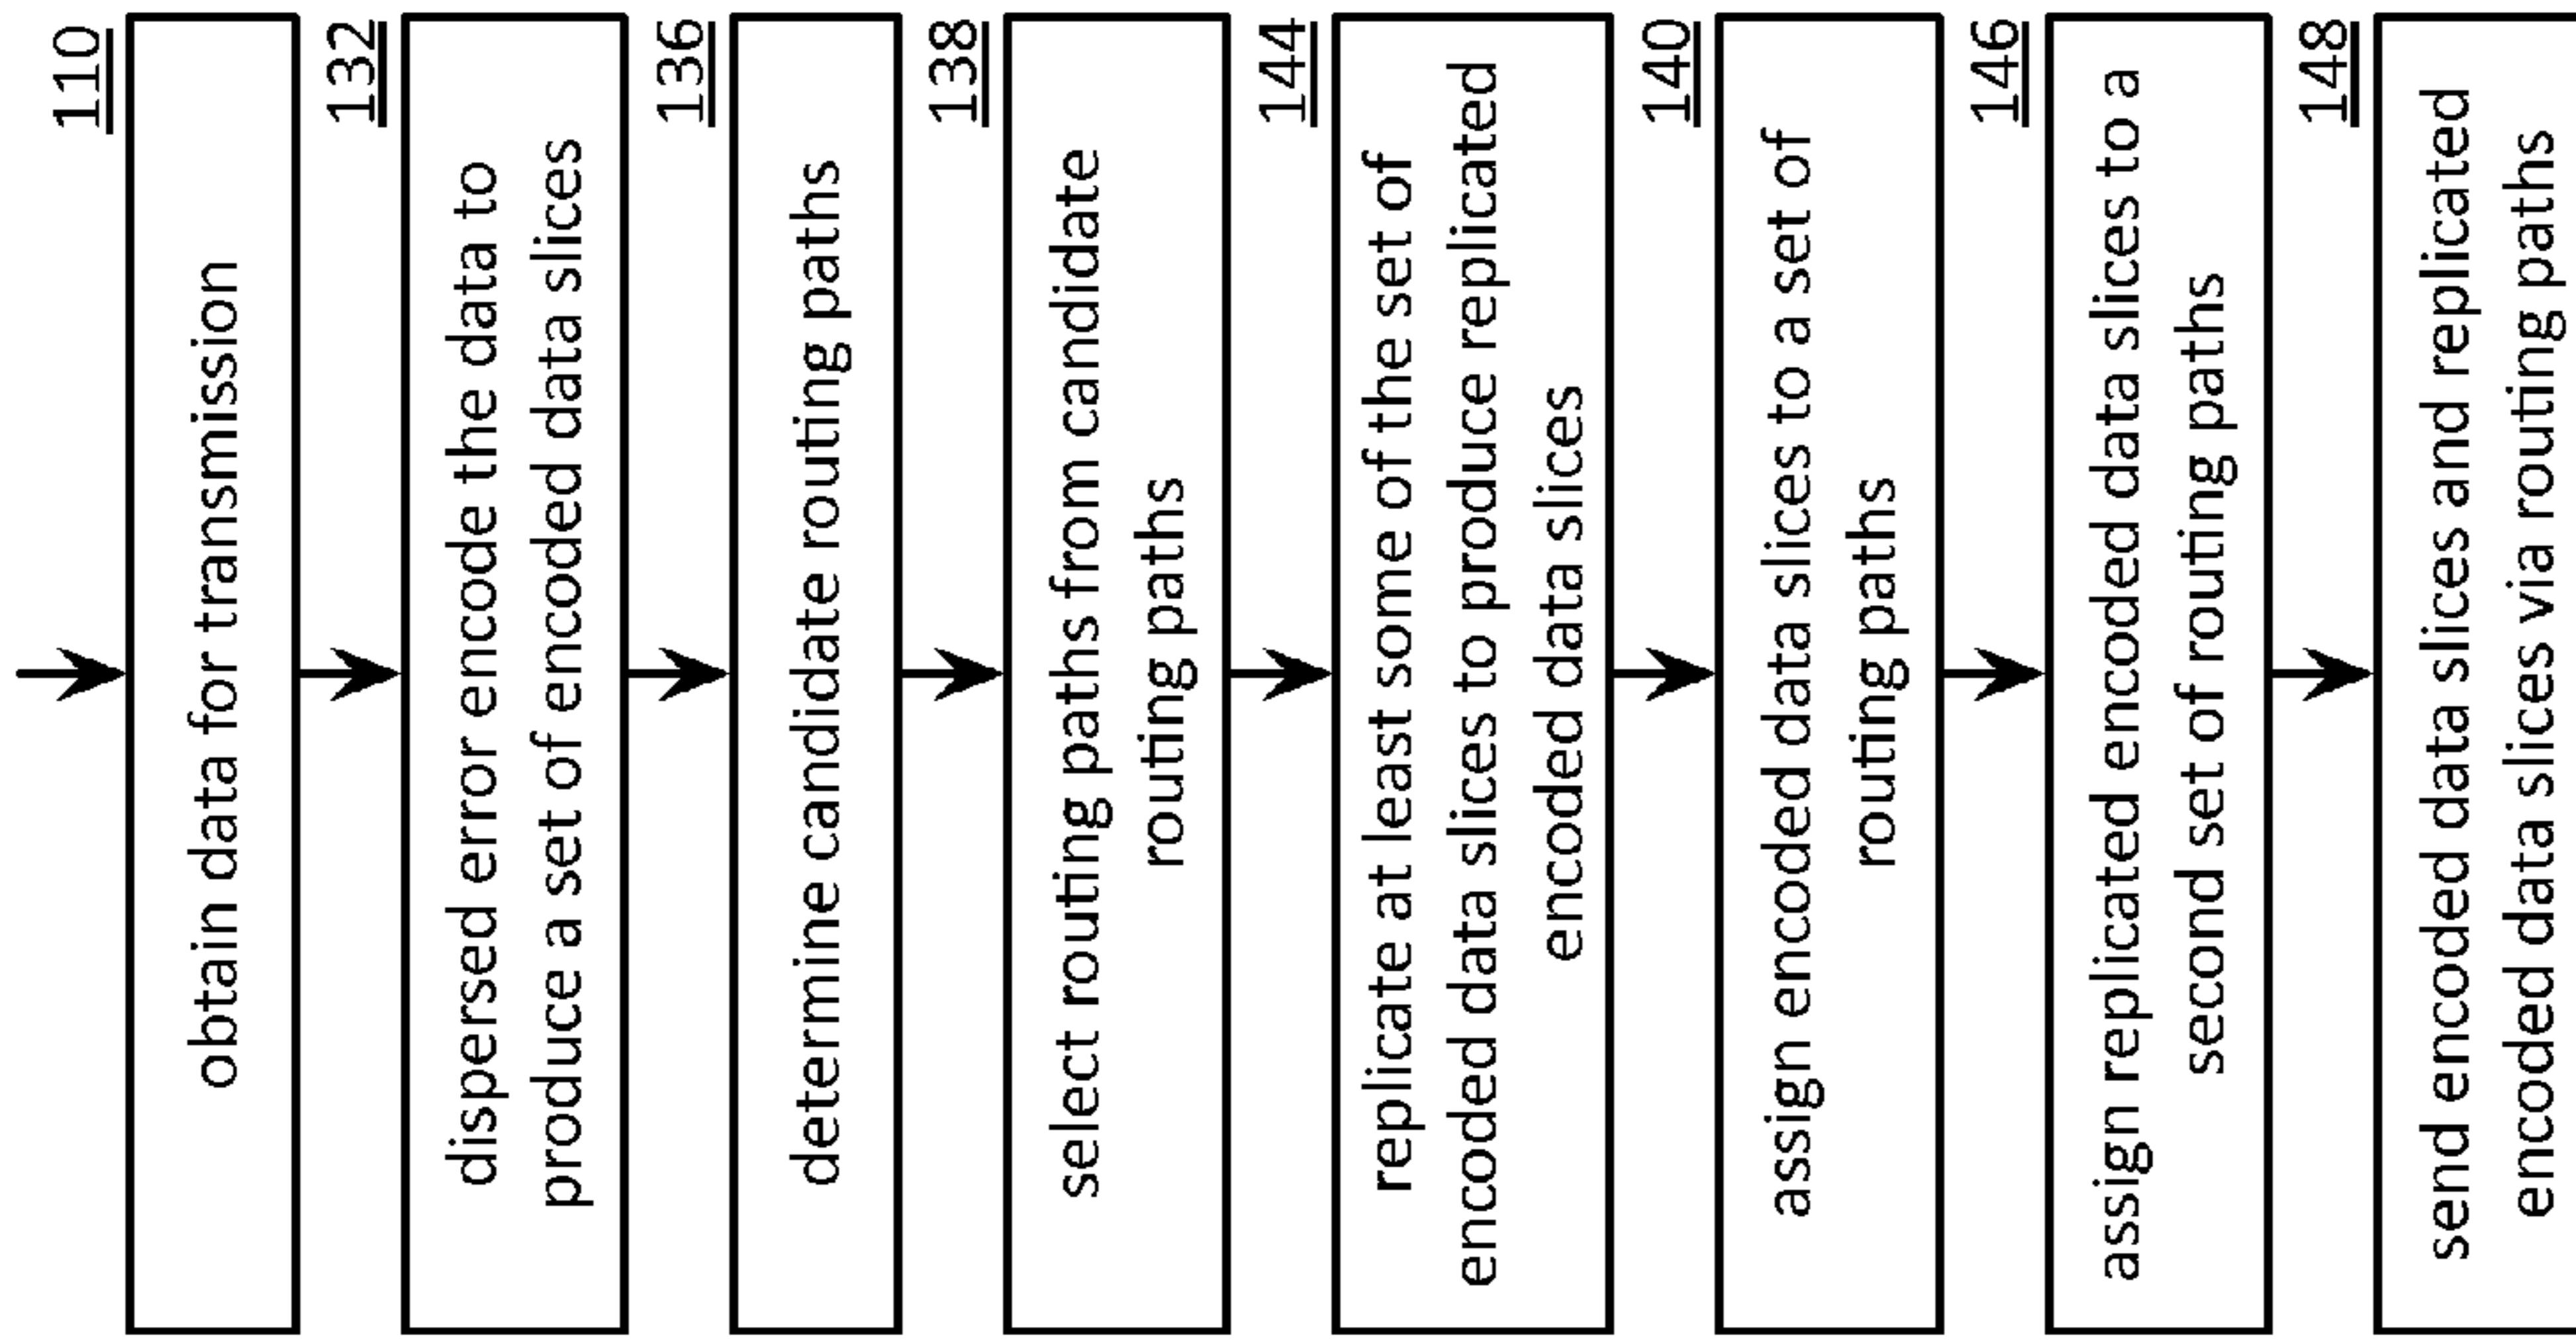 110
obtain data for transmission
132
dispersed error encode the data to
produce a set of encoded data slices
136
determine candidate routing paths
138
select routing paths from candidate
routing paths
144
replicate at least some of the set of
encoded data slices to produce replicated
encoded data slices
140
assign encoded data slices to a set of
routing paths
146
assign replicated encoded data slices to a
second set of routing paths
148
send encoded data slices and replicated
encoded data slices via routing paths